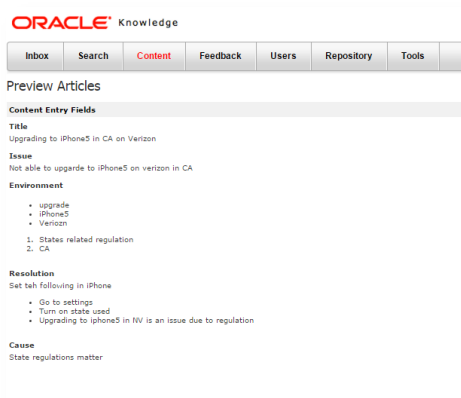 ORACLE Knowledge
Inbox Search Content Feedback Users Repository Tools
Preview Articles
Content Entry Fields
Title
Upgrading to iPhone5 in CA on Verizon
Issue
Not able to upgarde to iPhone5 on verizon in CA
Environment
• upgrade
• iPhone5
• Veriozn
1. States related regulation
2. CA
Resolution
Set teh following in iPhone
• Go to settings
• Turn on state used
• Upgrading to iphone5 in NV is an issue due to regulation
Cause
State regulations matter